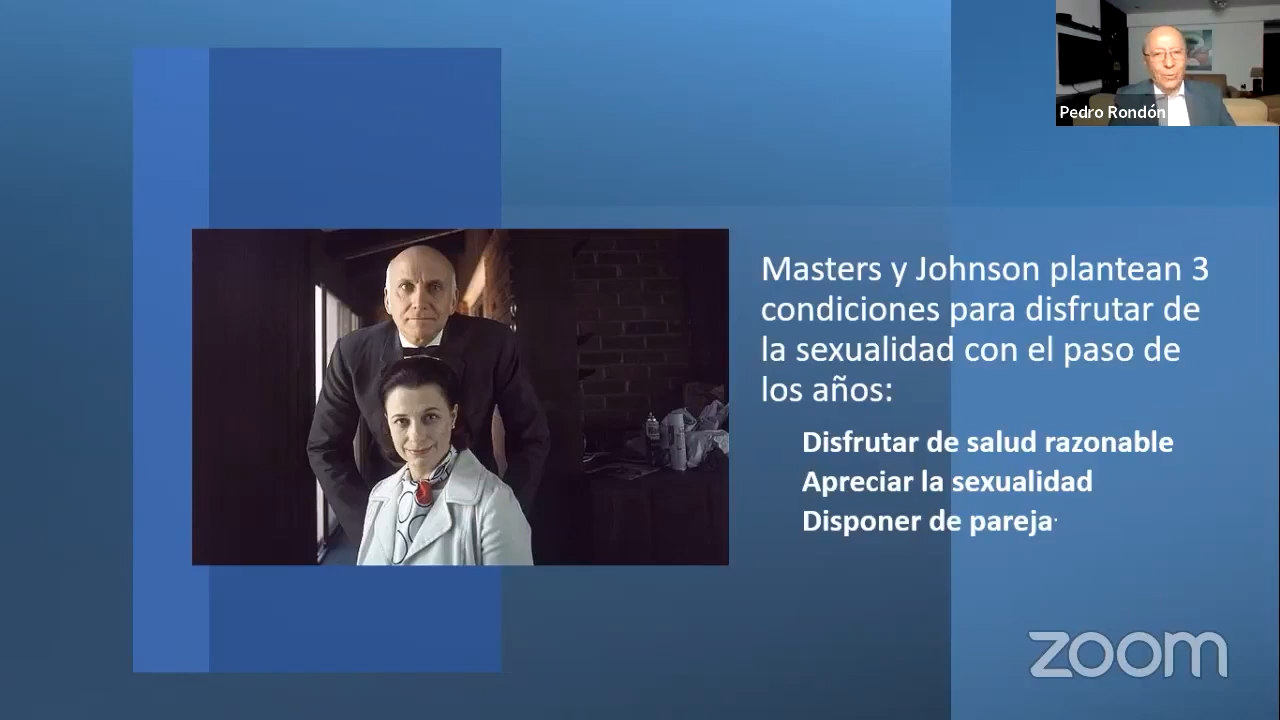 Pedro Rondón
Masters y Johnson plantean 3
condiciones para disfrutar de
la sexualidad con el paso de
los años:
Disfrutar de salud razonable
Apreciar la sexualidad
Disponer de pareja.
zoom